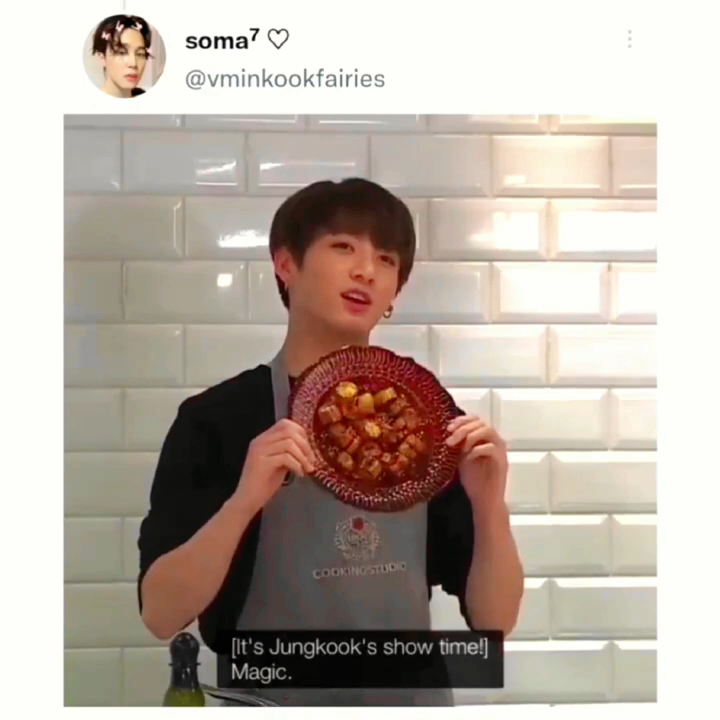 soma⁷ ♡
@vminkookfairies
COOKINGSTUDIO
[It's Jungkook's show time!]
Magic.